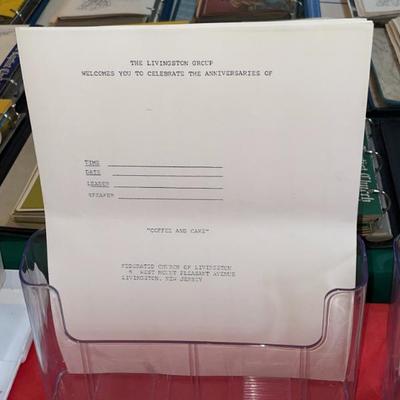 THE LIVINGSTON GROUP
WELCOMES YOU TO CELEBRATE THE ANNIVERSARIES OF
TIME
DATE
LEADER
SPEAKER
"COFFEE AND CAKE"
FEDERATED CHURCH OF LIVINGSTON
WEST MOUNT PLEASANT AVENUE
LIVINGSTON, NEW JERSEY